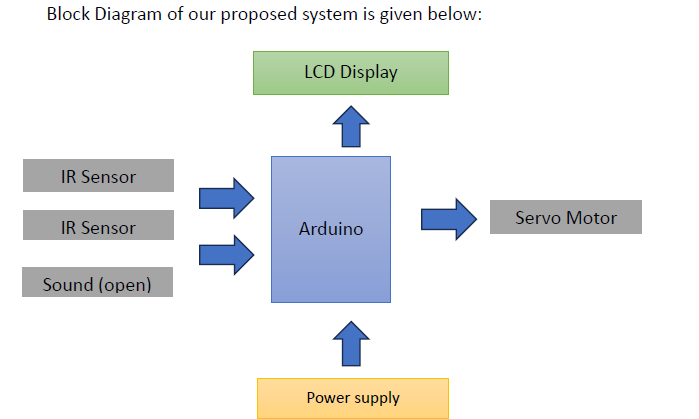 Block Diagram of our proposed system is given below:
LCD Display
IR Sensor
IR Sensor
Sound (open)
Arduino
Servo Motor
Power supply